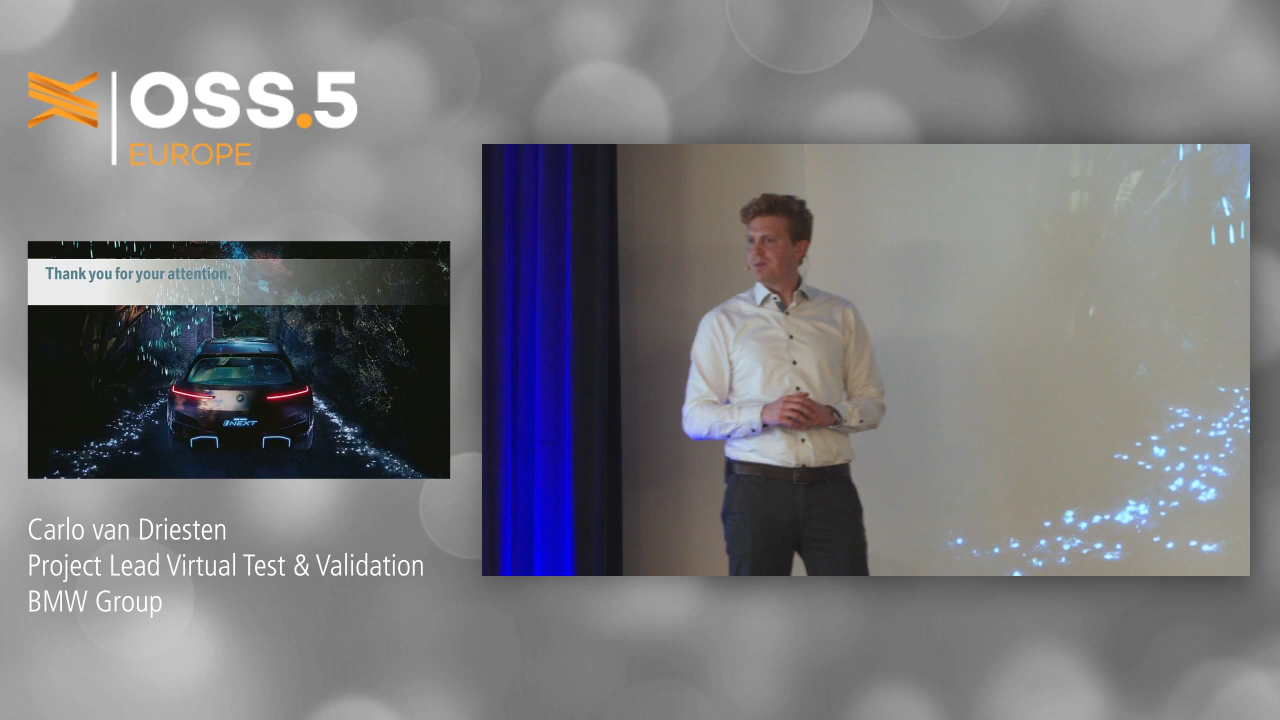 OSS.5
EUROPE
Thank you for your attention.
iNEXT
Carlo van Driesten
Project Lead Virtual Test & Validation
BMW Group